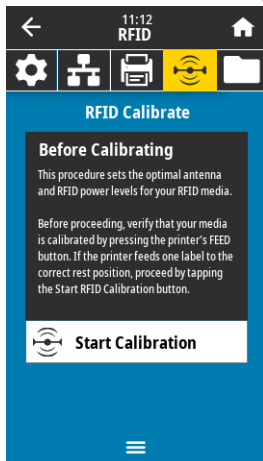 11:12
RFID
RFID Calibrate
Before Calibrating
This procedure sets the optimal antenna
and RFID power levels for your RFID media.
Before proceeding, verify that your media
is calibrated by pressing the printer's FEED
button. If the printer feeds one label to the
correct rest position, proceed by tapping
the Start RFID Calibration button.
Start Calibration